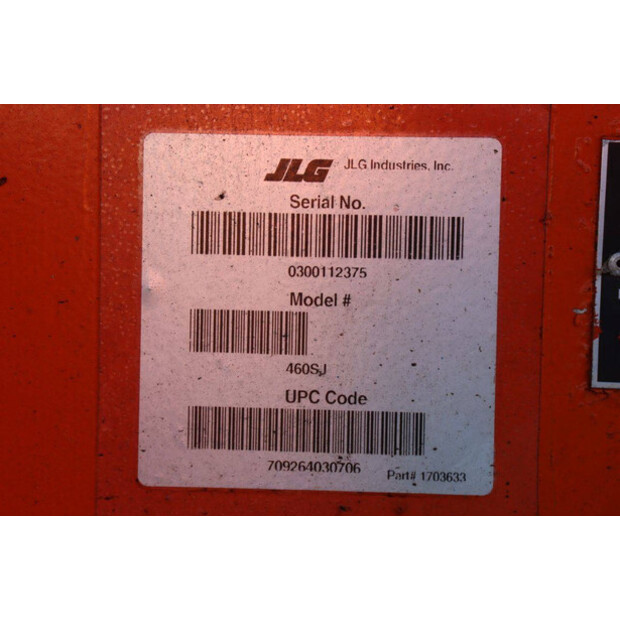 JLG JLG Industries, Inc.
Serial No.
0300112375
Model #
460SJ
UPC Code
709264030706
Part# 1703633